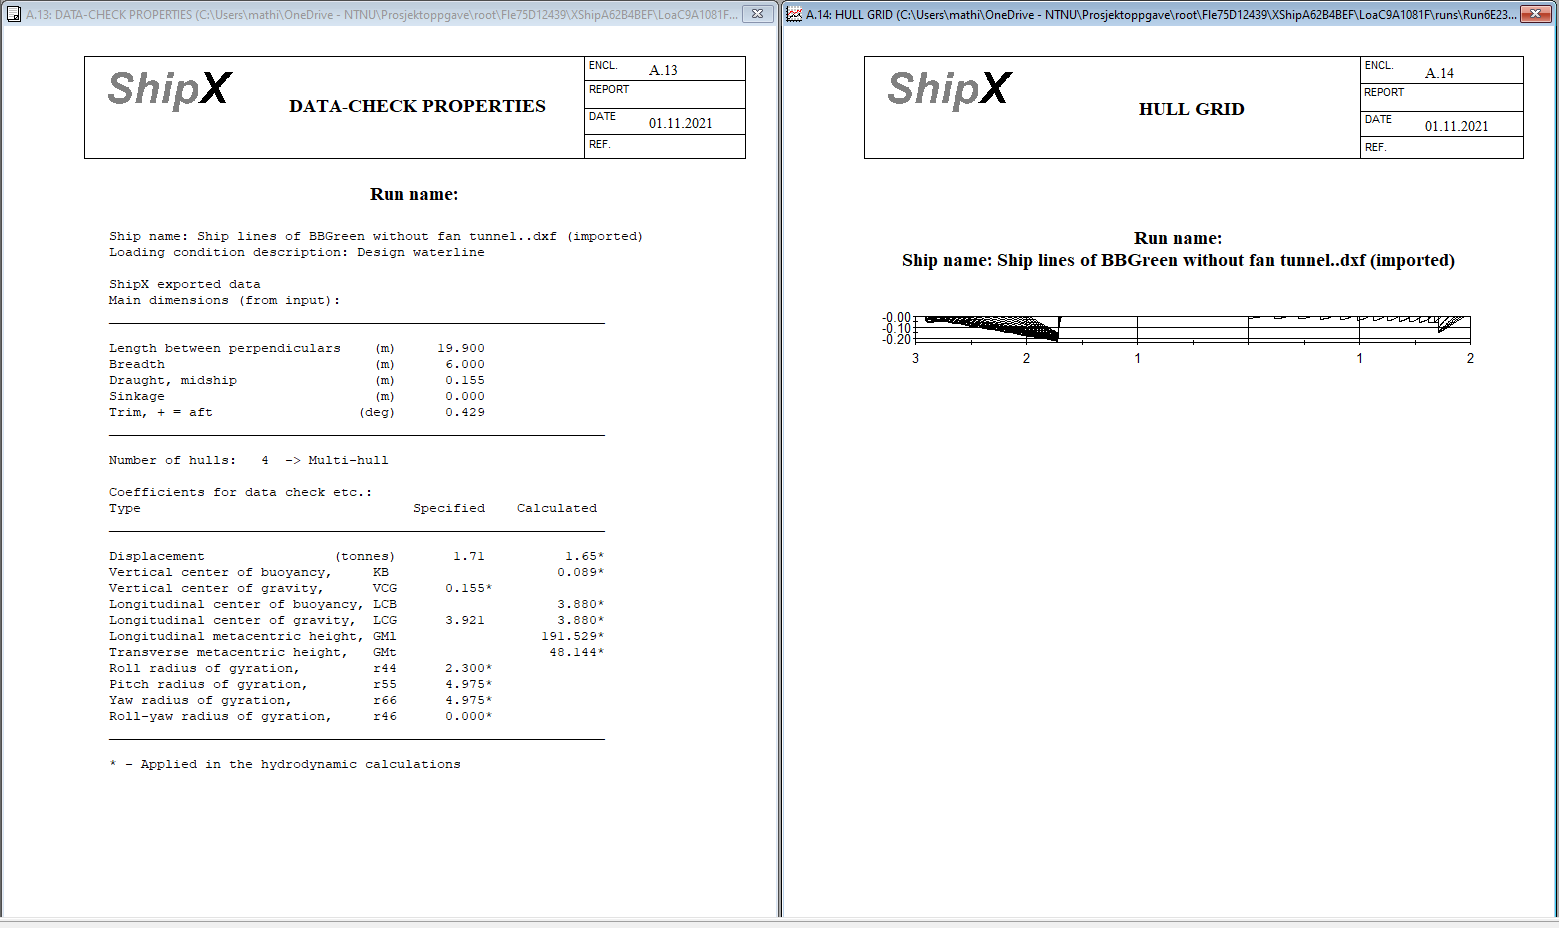 A.13: DATA-CHECK PROPERTIES (C:\Users\mathi\OneDrive - NTNU\Prosjektoppgave\root\Fle75D12439\XShipA62B4BEF\LoaC9A1081F...
ShipX
DATA-CHECK PROPERTIES
ENCL. A.13
REPORT
DATE 01.11.2021
REF.
Run name:
Ship name: Ship lines of BBGreen without fan tunnel..dxf (imported)
Loading condition description: Design waterline
ShipX exported data
Main dimensions (from input):
Length between perpendiculars (m) 19.900
Breadth (m) 6.000
Draught, midship (m) 0.155
Sinkage (m) 0.000
Trim, + = aft (deg) 0.429
Number of hulls: 4 -> Multi-hull
Coefficients for data check etc.:
Type Specified Calculated
Displacement (tonnes) 1.71 1.65*
Vertical center of buoyancy, KB 0.089*
Vertical center of gravity, VCG 0.155*
Longitudinal center of buoyancy, LCB 3.880*
Longitudinal center of gravity, LCG 3.921 3.880*
Longitudinal metacentric height, GMl 191.529*
Transverse metacentric height, GMt 48.144*
Roll radius of gyration, r44 2.300*
Pitch radius of gyration, r55 4.975*
Yaw radius of gyration, r66 4.975*
Roll-yaw radius of gyration, r46 0.000*
* - Applied in the hydrodynamic calculations
A.14: HULL GRID (C:\Users\mathi\OneDrive - NTNU\Prosjektoppgave\root\Fle75D12439\XShipA62B4BEF\LoaC9A1081F\runs\Run6E23...
ShipX
HULL GRID
ENCL. A.14
REPORT
DATE 01.11.2021
REF.
Run name:
Ship name: Ship lines of BBGreen without fan tunnel..dxf (imported)
-0.00
-0.10
-0.20
3 2 1 1 2